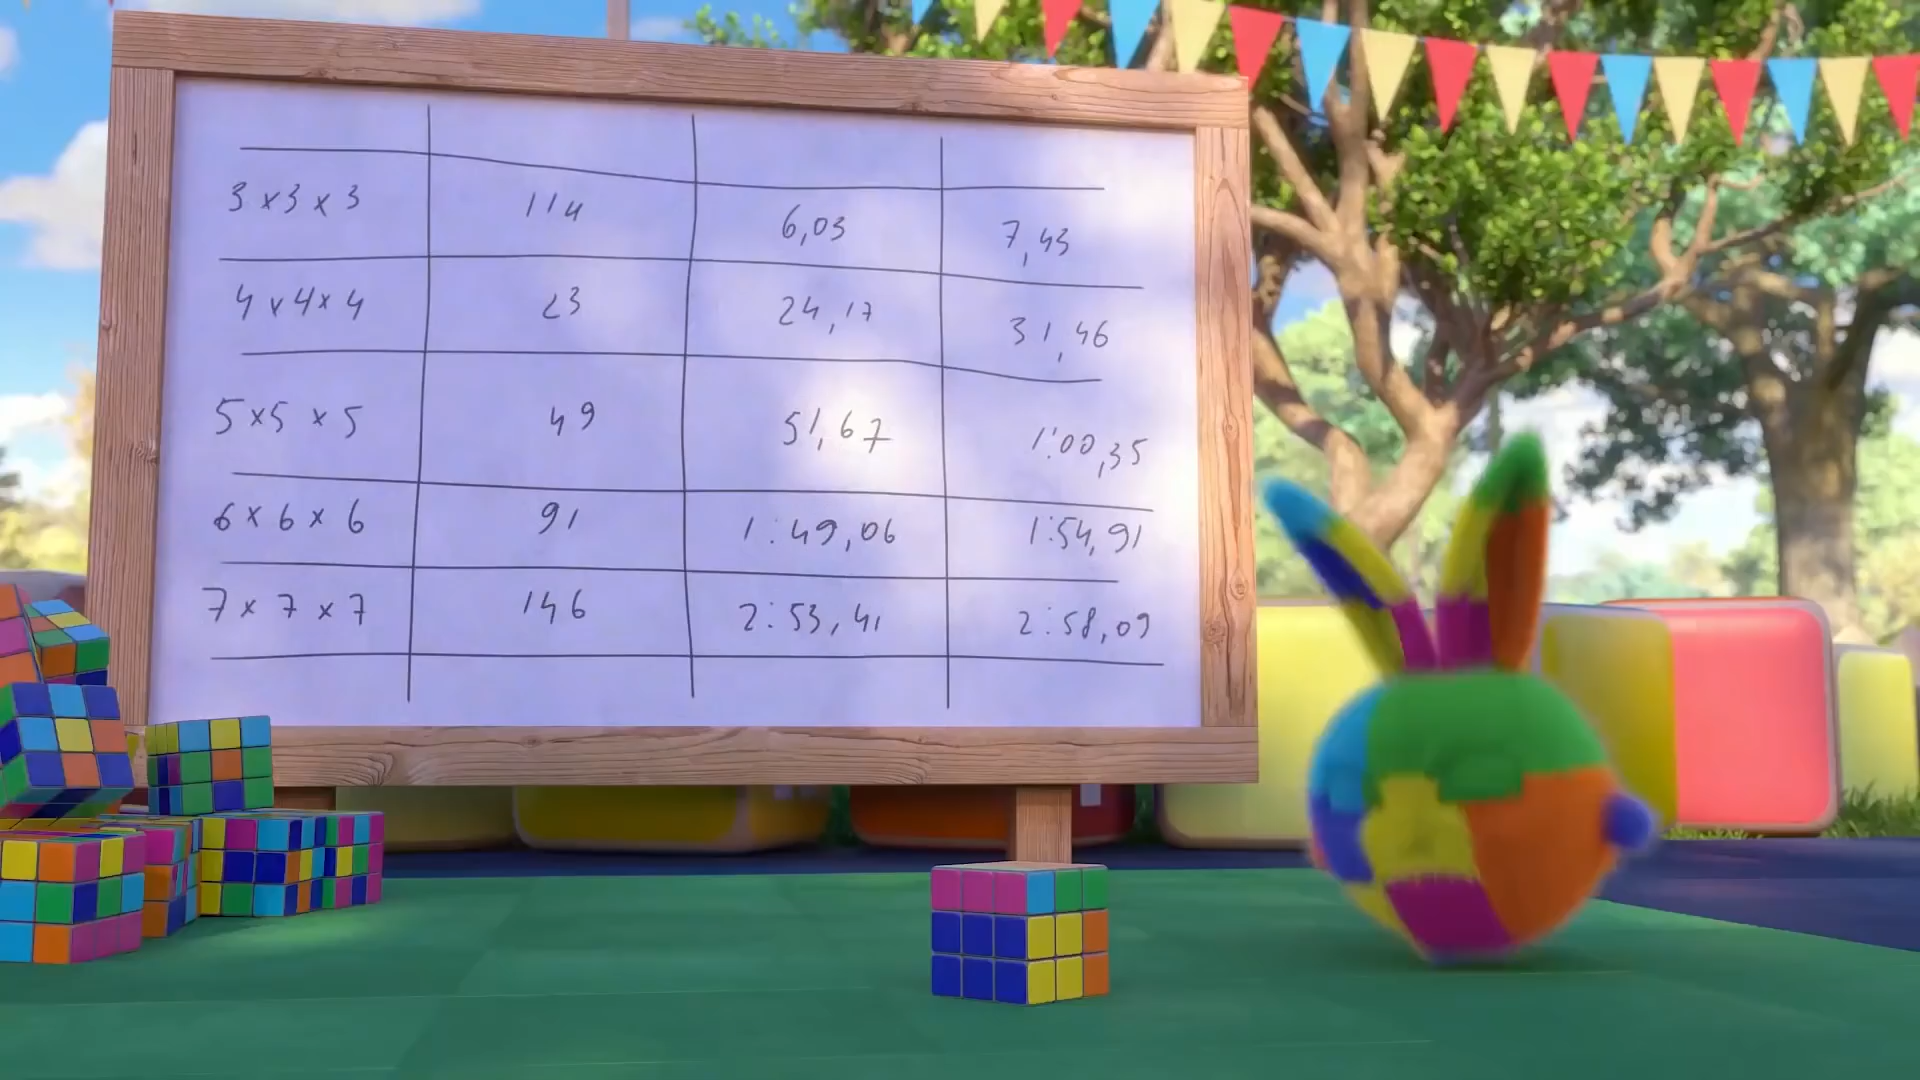 3x3x3 114 6,03 7,43
4x4x4 23 24,17 31,46
5x5x5 49 51,67 1:00,35
6x6x6 91 1:49,06 1:54,91
7x7x7 146 2:53,41 2:58,09